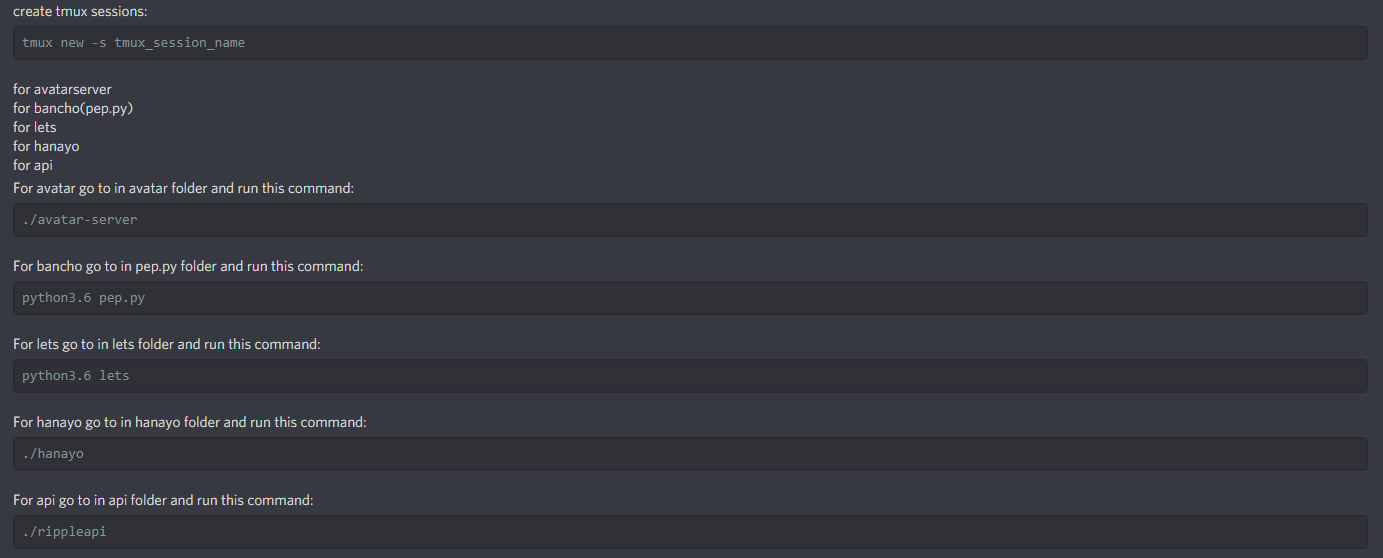 create tmux sessions:
tmux new -s tmux_session_name
for avatarserver
for bancho(pep.py)
for lets
for hanayo
for api
For avatar go to in avatar folder and run this command:
./avatar-server
For bancho go to in pep.py folder and run this command:
python3.6 pep.py
For lets go to in lets folder and run this command:
python3.6 lets
For hanayo go to in hanayo folder and run this command:
./hanayo
For api go to in api folder and run this command:
./rippleapi